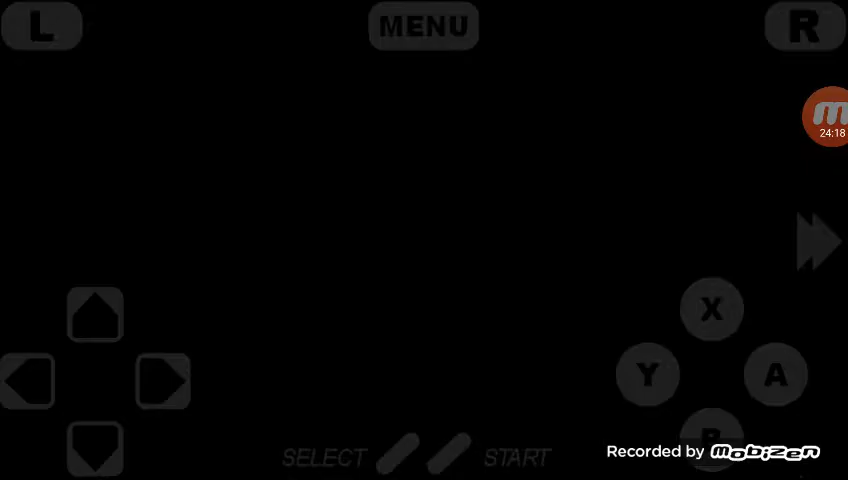 L MENU R
24:18
X
Y A
B
SELECT START
Recorded by mobizen